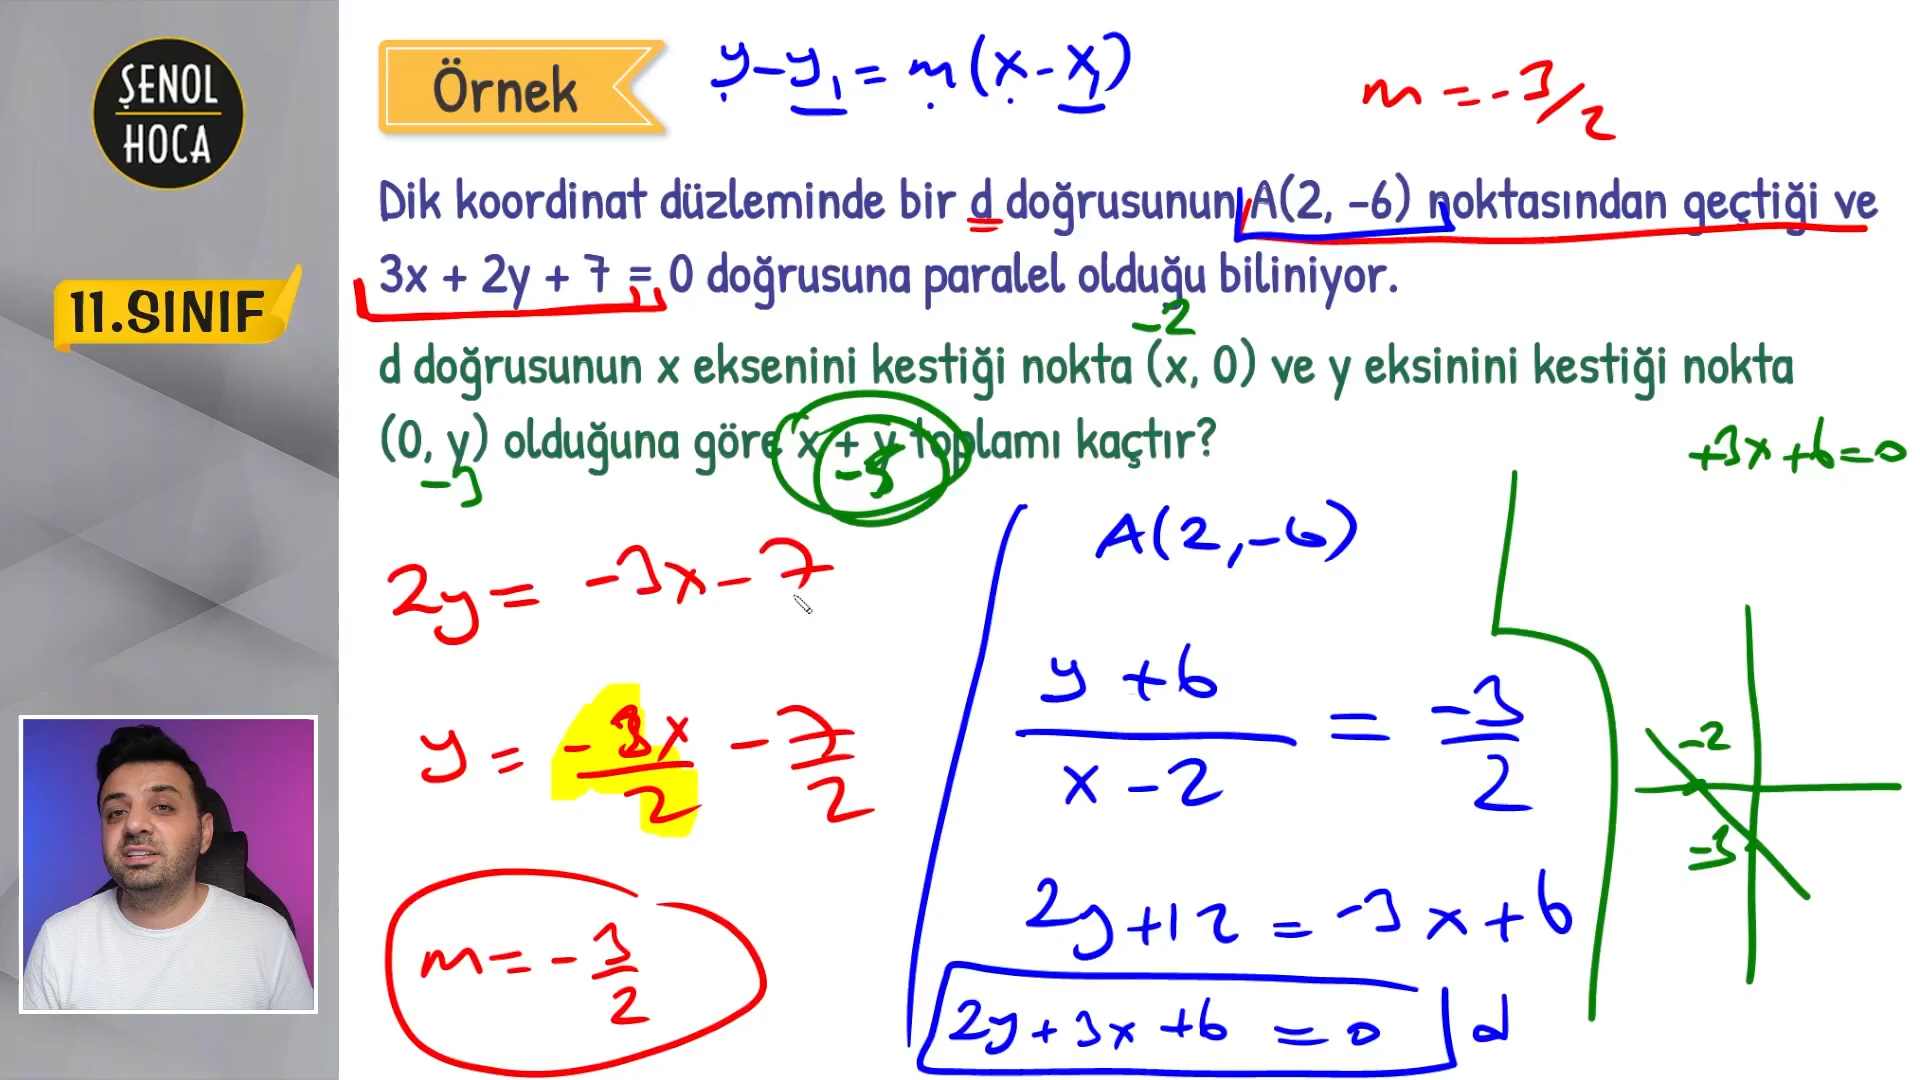 ŞENOL
HOCA
11.SINIF
Örnek
y-y₁=m(x-x₁)
m=-3/2
Dik koordinat düzleminde bir d doğrusunun A(2, -6) noktasından geçtiği ve
3x + 2y + 7 = 0 doğrusuna paralel olduğu biliniyor.
-2
d doğrusunun x eksenini kestiği nokta (x, 0) ve y eksinini kestiği nokta
(0, y) olduğuna göre x + y toplamı kaçtır?
-3
-5
+3x+6=0
2y = -3x-7
y = -3x/2 - 7/2
m = -3/2
A(2,-6)
y+6/x-2 = -3/2
2y+12 = -3x+6
2y+3x+6 = 0 d
-2
-3